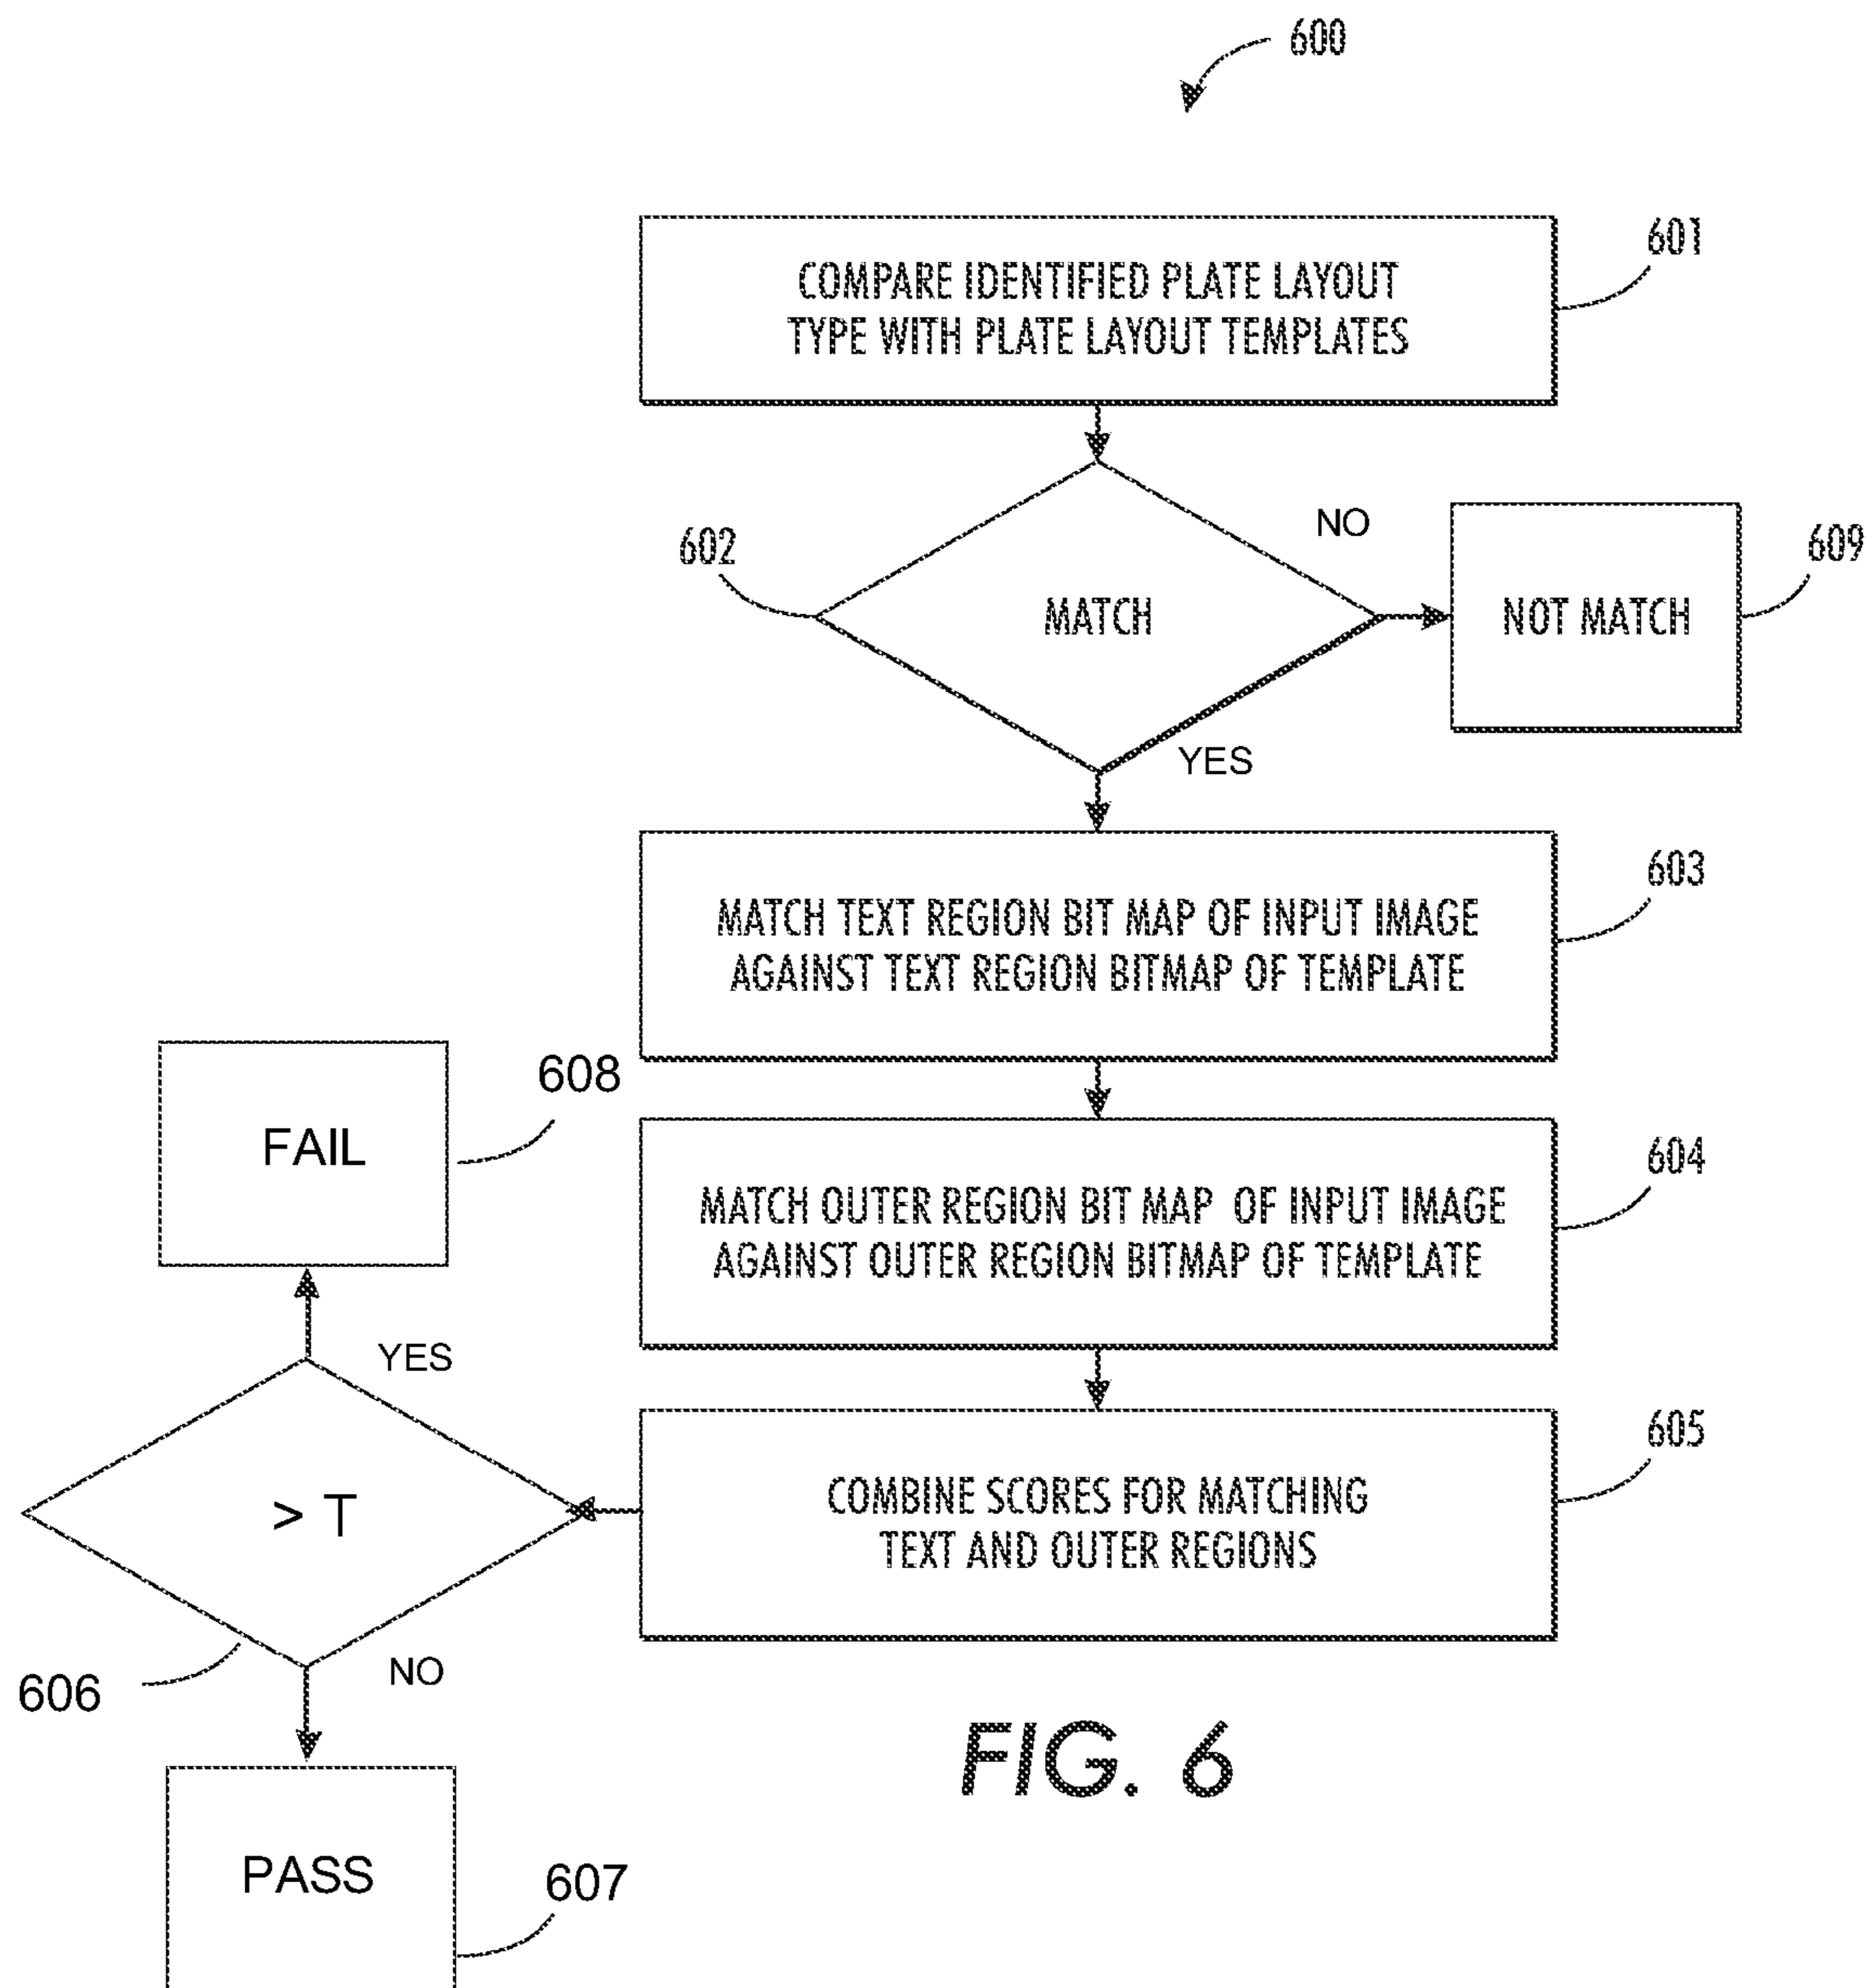 600
COMPARE IDENTIFIED PLATE LAYOUT
TYPE WITH PLATE LAYOUT TEMPLATES
601
602
MATCH
NO
NOT MATCH
609
YES
MATCH TEXT REGION BIT MAP OF INPUT IMAGE
AGAINST TEXT REGION BITMAP OF TEMPLATE
603
MATCH OUTER REGION BIT MAP OF INPUT IMAGE
AGAINST OUTER REGION BITMAP OF TEMPLATE
604
COMBINE SCORES FOR MATCHING
TEXT AND OUTER REGIONS
605
> T
606
YES
FAIL
608
NO
PASS
607
FIG. 6